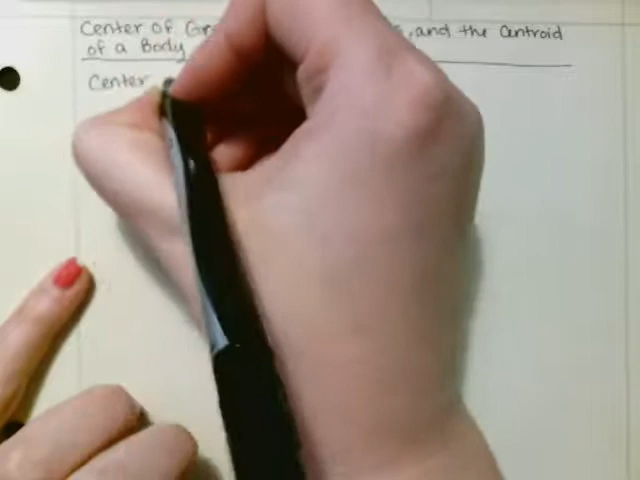 Center of Gr , and the Centroid
of a Body
Center